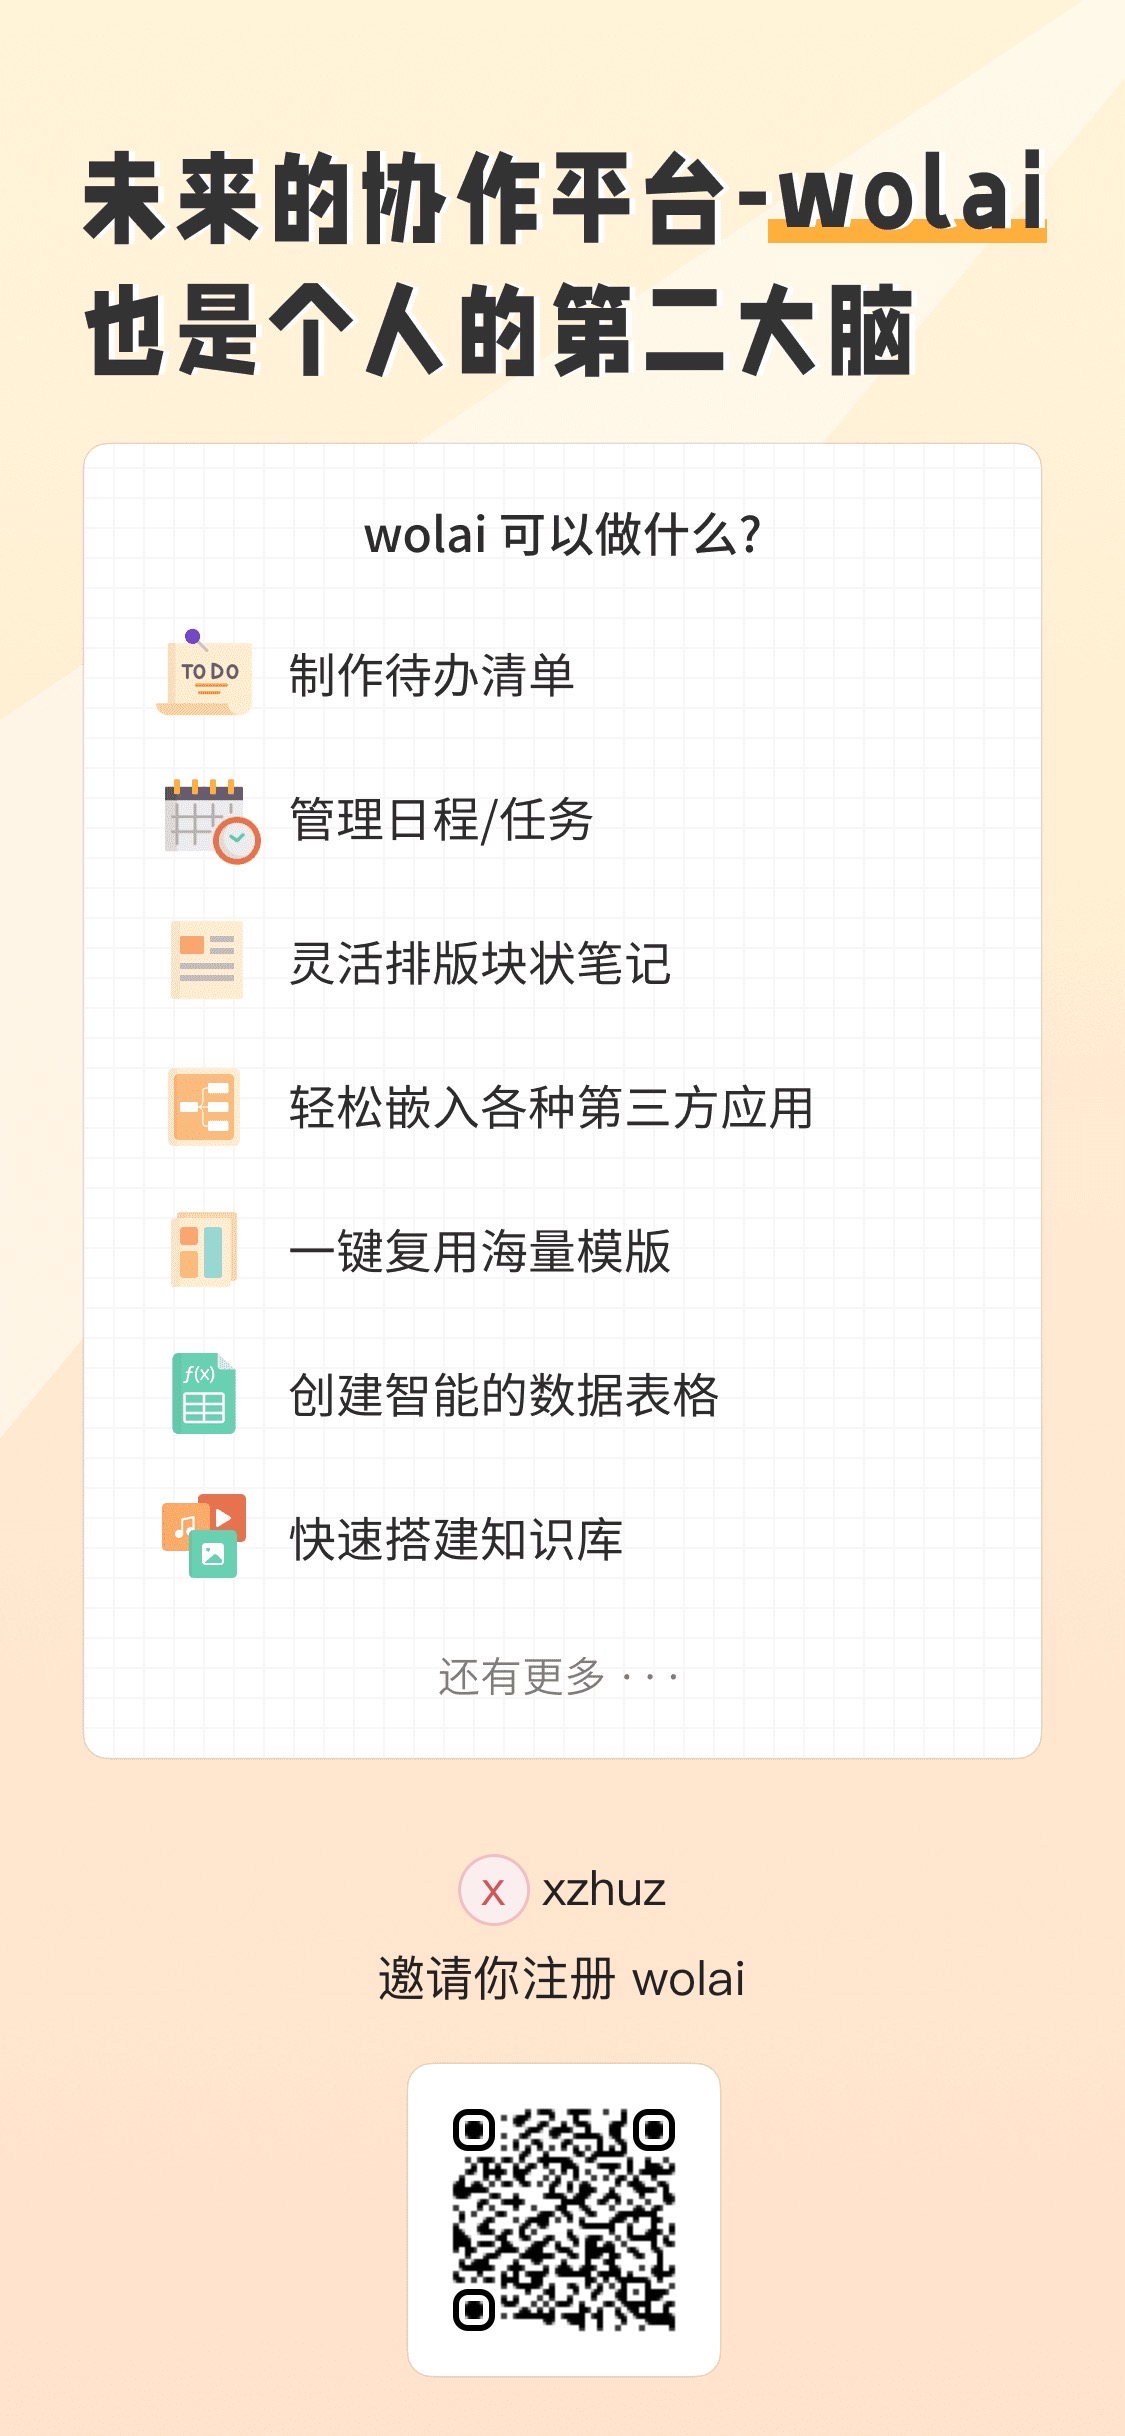 未来的协作平台-wolai
也是个人的第二大脑
wolai 可以做什么?
TO DO
制作待办清单
管理日程/任务
灵活排版块状笔记
轻松嵌入各种第三方应用
一键复用海量模版
f(x)
创建智能的数据表格
快速搭建知识库
还有更多 · · ·
x xzhuz
邀请你注册 wolai